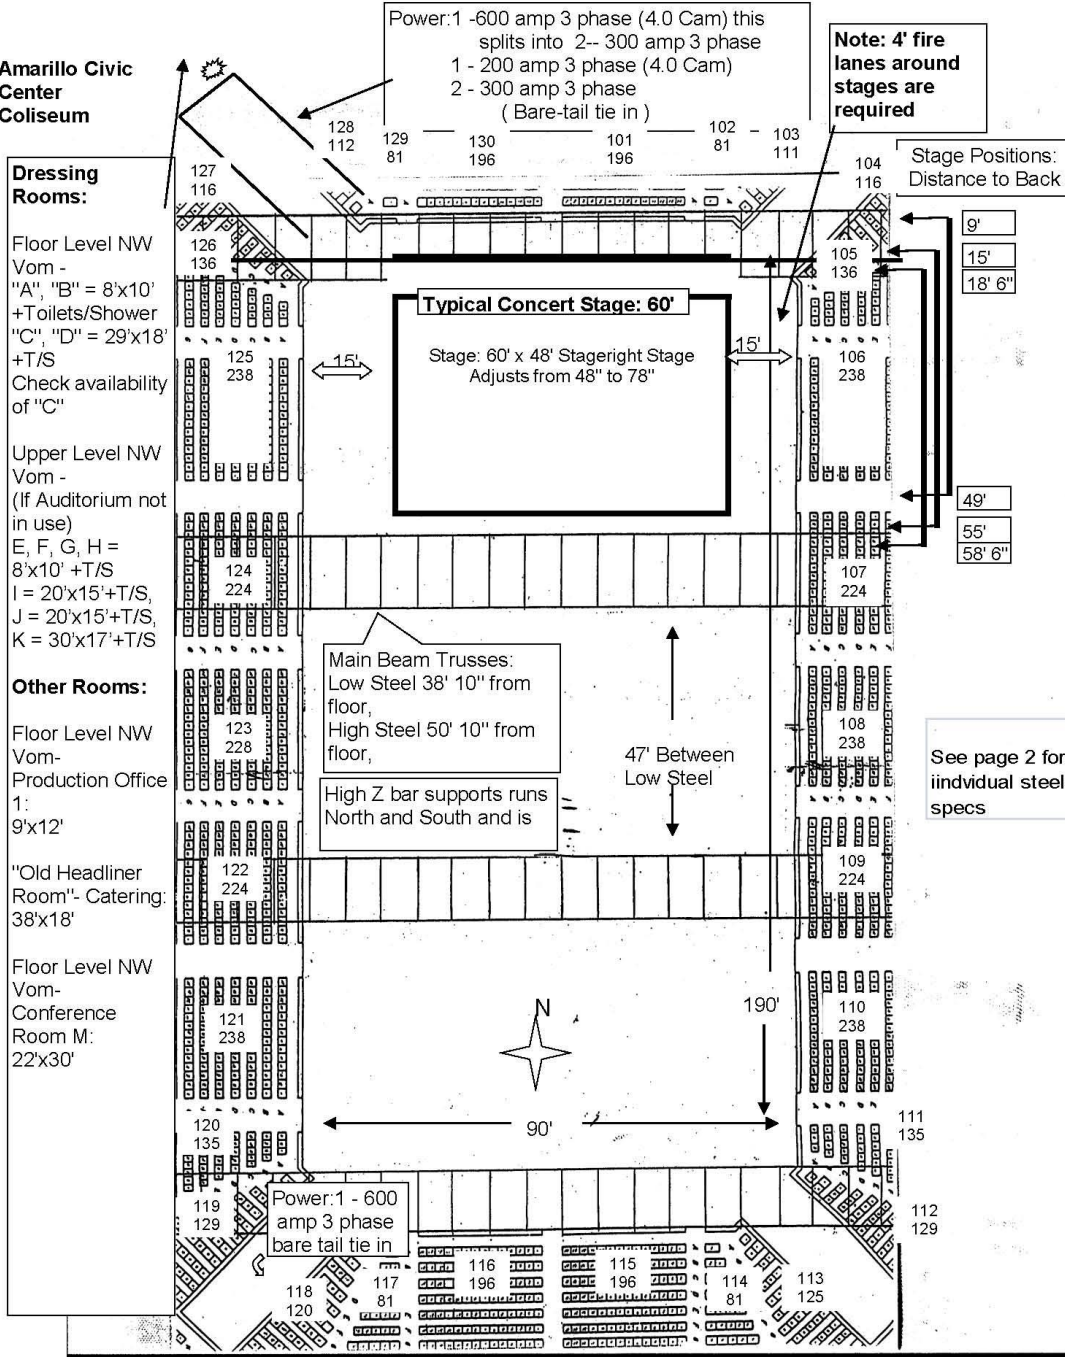 Amarillo Civic
Center
Coliseum
Power:1 -600 amp 3 phase (4.0 Cam) this
splits into 2-- 300 amp 3 phase
1 - 200 amp 3 phase (4.0 Cam)
2 - 300 amp 3 phase
( Bare-tail tie in )
Note: 4' fire
lanes around
stages are
required
Stage Positions:
Distance to Back
9'
15'
18' 6"
49'
55'
58' 6"
Dressing
Rooms:
Floor Level NW
Vom -
"A", "B" = 8'x10'
+Toilets/Shower
"C", "D" = 29'x18'
+T/S
Check availability
of "C"
Upper Level NW
Vom -
(If Auditorium not
in use)
E, F, G, H =
8'x10' +T/S
I = 20'x15'+T/S,
J = 20'x15'+T/S,
K = 30'x17'+T/S
Other Rooms:
Floor Level NW
Vom-
Production Office
1:
9'x12'
"Old Headliner
Room"- Catering:
38'x18'
Floor Level NW
Vom-
Conference
Room M:
22'x30'
128
112
129
81
130
196
101
196
102
81
103
111
104
116
127
116
126
136
105
136
125
238
106
238
Typical Concert Stage: 60'
Stage: 60' x 48' Stageright Stage
Adjusts from 48" to 78"
15'
15'
124
224
107
224
Main Beam Trusses:
Low Steel 38' 10" from
floor,
High Steel 50' 10" from
floor,
High Z bar supports runs
North and South and is
47' Between
Low Steel
123
228
108
238
See page 2 for
iindvidual steel
specs
122
224
109
224
121
238
110
238
N
190'
90'
120
135
111
135
119
129
112
129
Power:1 - 600
amp 3 phase
bare tail tie in
118
120
117
81
116
196
115
196
114
81
113
125